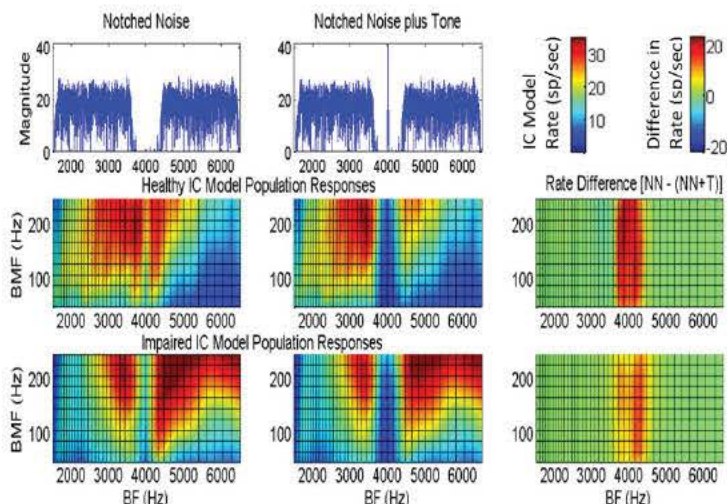 Notched Noise
Notched Noise plus Tone
40
20
0
Magnitude
2000 3000 4000 5000 6000
40
20
0
2000 3000 4000 5000 6000
IC Model
Rate (sp/sec)
30
20
10
Difference in
Rate (sp/sec)
20
0
-20
Healthy IC Model Population Responses
Rate Difference [NN - (NN+T)]
BMF (Hz)
200
100
2000 3000 4000 5000 6000
200
100
2000 3000 4000 5000 6000
200
100
2000 3000 4000 5000 6000
Impaired IC Model Population Responses
BMF (Hz)
200
100
2000 3000 4000 5000 6000
BF (Hz)
200
100
2000 3000 4000 5000 6000
BF (Hz)
200
100
2000 3000 4000 5000 6000
BF (Hz)